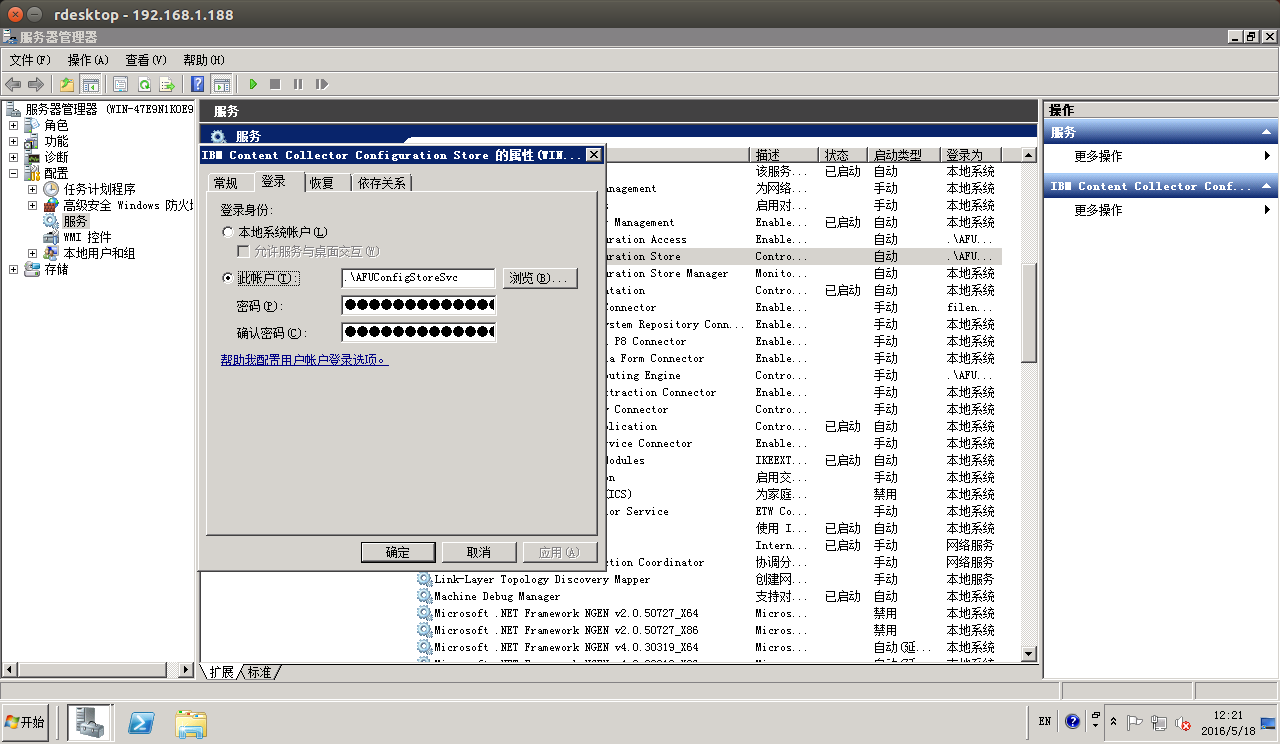 rdesktop - 192.168.1.188
服务器管理器
文件(F) 操作(A) 查看(V) 帮助(H)
服务器管理器 (WIN-47E9N1KOE9
角色
功能
诊断
配置
任务计划程序
高级安全 Windows 防火墙
服务
WMI 控件
本地用户和组
存储
服务
服务
IBM Content Collector Configuration Store 的属性(WIN...
常规 登录 恢复 依存关系
登录身份:
本地系统帐户(L)
允许服务与桌面交互(W)
此帐户(T):
.\AFUConfigStoreSvc
浏览(B)...
密码(P):
确认密码(C):
帮助我配置用户帐户登录选项。
确定 取消 应用(A)
描述 状态 启动类型 登录为
该服务... 已启动 自动 本地系统
anagement 为网络... 手动 本地系统
启用对... 手动 本地系统
Management Enable... 已启动 自动 本地系统
ration Access Enable... 自动 .\AFU...
ration Store Contro... 自动 .\AFU...
ration Store Manager Monito... 自动 本地系统
tation Contro... 已启动 自动 本地系统
Connector Enable... 手动 filen...
stem Repository Conn... Enable... 手动 本地系统
P8 Connector Enable... 手动 本地系统
a Form Connector Enable... 手动 本地系统
uting Engine Enable... 自动 .\AFU...
traction Connector Enable... 手动 本地系统
Connector Contro... 手动 本地系统
lication Contro... 已启动 自动 本地系统
vice Connector Enable... 手动 本地系统
odules IKEEXT... 已启动 自动 本地系统
启用交... 手动 本地系统
(ICS) 为家庭... 禁用 本地系统
or Service ETW Co... 手动 本地系统
使用 I... 已启动 自动 本地系统
Intern... 已启动 手动 网络服务
tion Coordinator 协调分... 手动 网络服务
Link-Layer Topology Discovery Mapper 创建网... 手动 本地服务
Machine Debug Manager 支持对... 已启动 自动 本地系统
Microsoft .NET Framework NGEN v2.0.50727_X64 Micros... 禁用 本地系统
Microsoft .NET Framework NGEN v2.0.50727_X86 Micros... 禁用 本地系统
Microsoft .NET Framework NGEN v4.0.30319_X64 Micros... 自动(延... 本地系统
扩展 标准
操作
服务
更多操作
IBM Content Collector Conf...
更多操作
开始
EN
12:21
2016/5/18